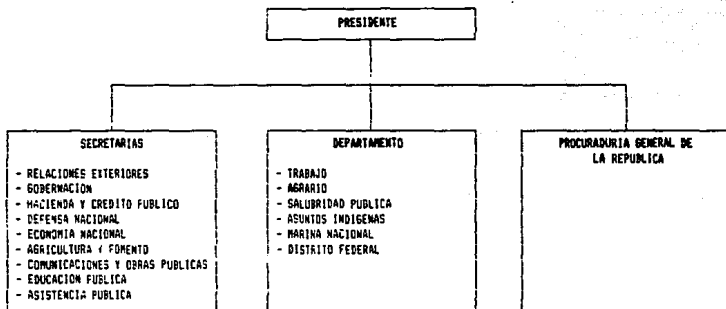 PRESIDENTE
SECRETARIAS
- RELACIONES EXTERIORES
- GOBERNACION
- HACIENDA Y CREDITO PUBLICO
- DEFENSA NACIONAL
- ECONOMIA NACIONAL
- AGRICULTURA Y FOMENTO
- COMUNICACIONES Y OBRAS PUBLICAS
- EDUCACION PUBLICA
- ASISTENCIA PUBLICA
DEPARTAMENTO
- TRABAJO
- AGRARIO
- SALUBRIDAD PUBLICA
- ASUNTOS INDIGENAS
- MARINA NACIONAL
- DISTRITO FEDERAL
PROCURADURIA GENERAL DE
LA REPUBLICA